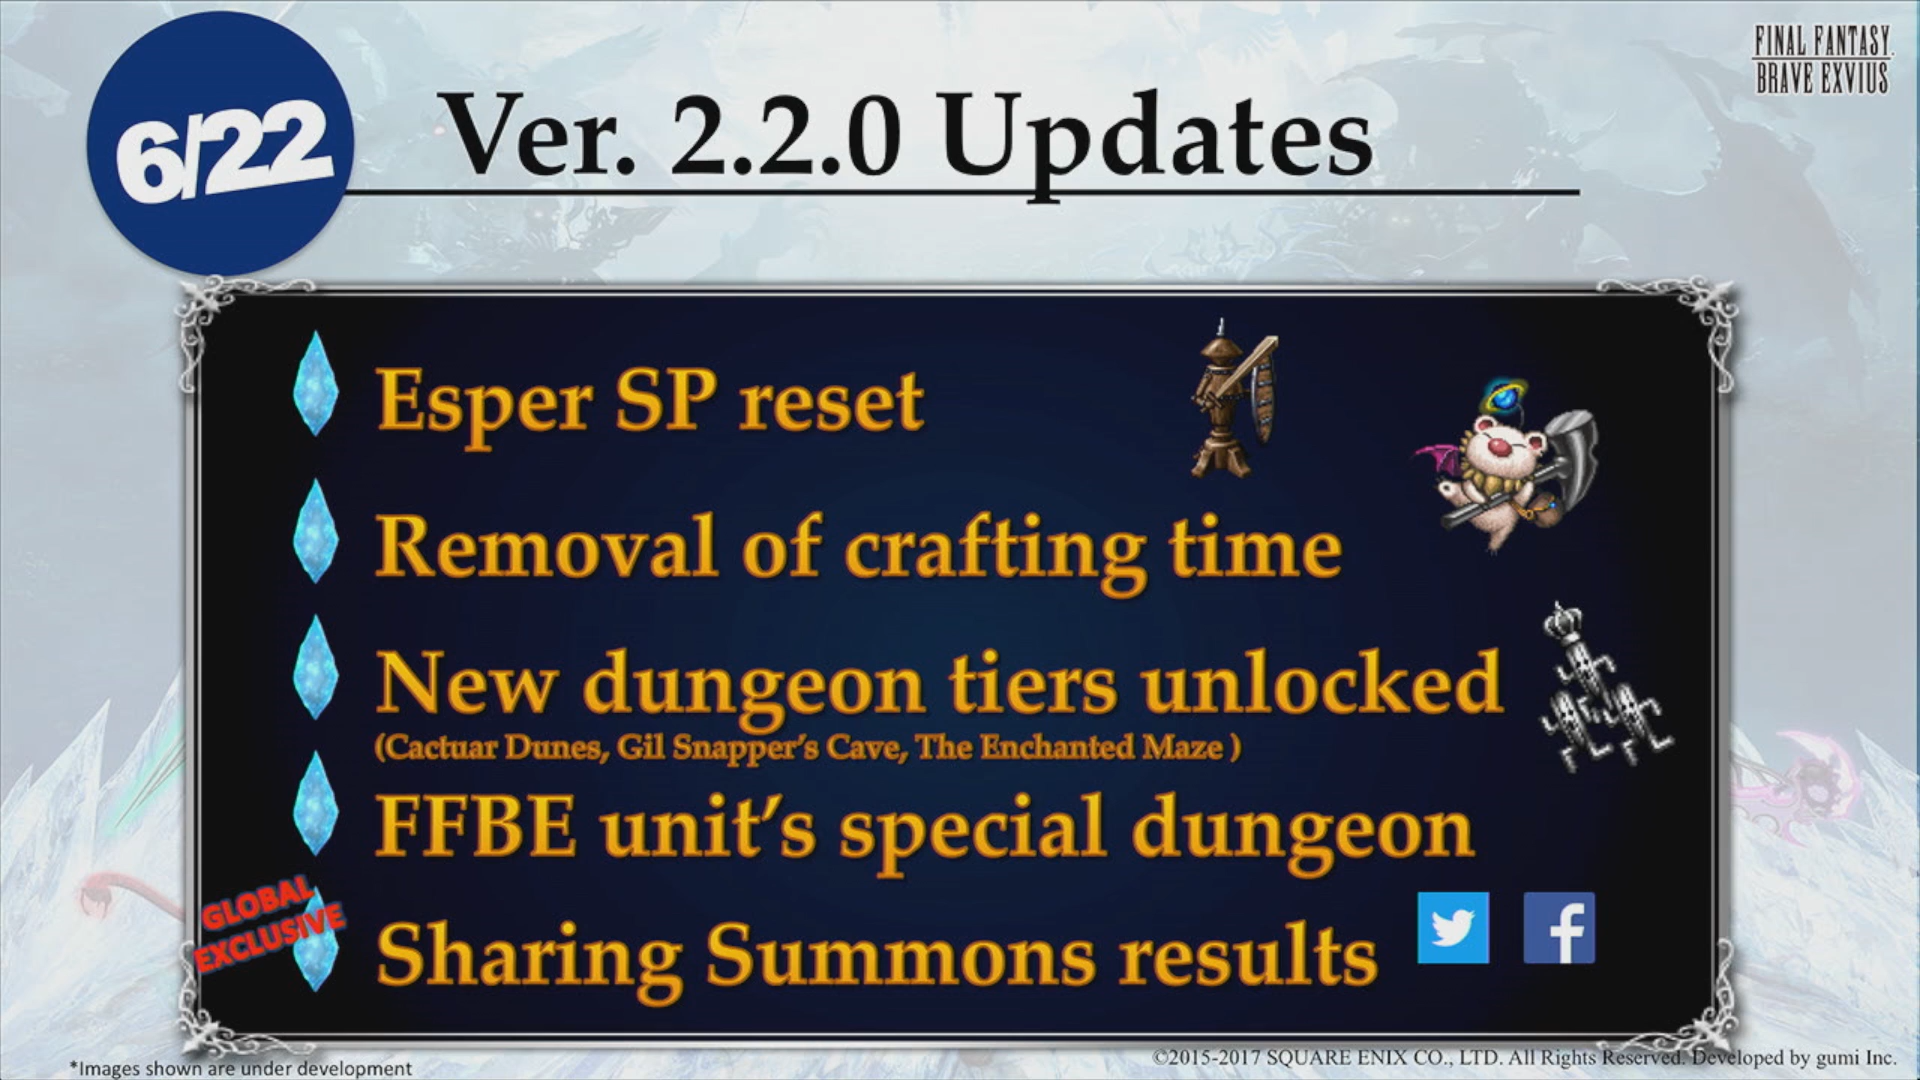 6/22
Ver. 2.2.0 Updates
FINAL FANTASY
BRAVE EXVIUS
Esper SP reset
Removal of crafting time
New dungeon tiers unlocked
(Cactuar Dunes, Gil Snapper's Cave, The Enchanted Maze )
FFBE unit's special dungeon
GLOBAL
EXCLUSIVE
Sharing Summons results
*Images shown are under development
©2015-2017 SQUARE ENIX CO., LTD. All Rights Reserved. Developed by gumi Inc.